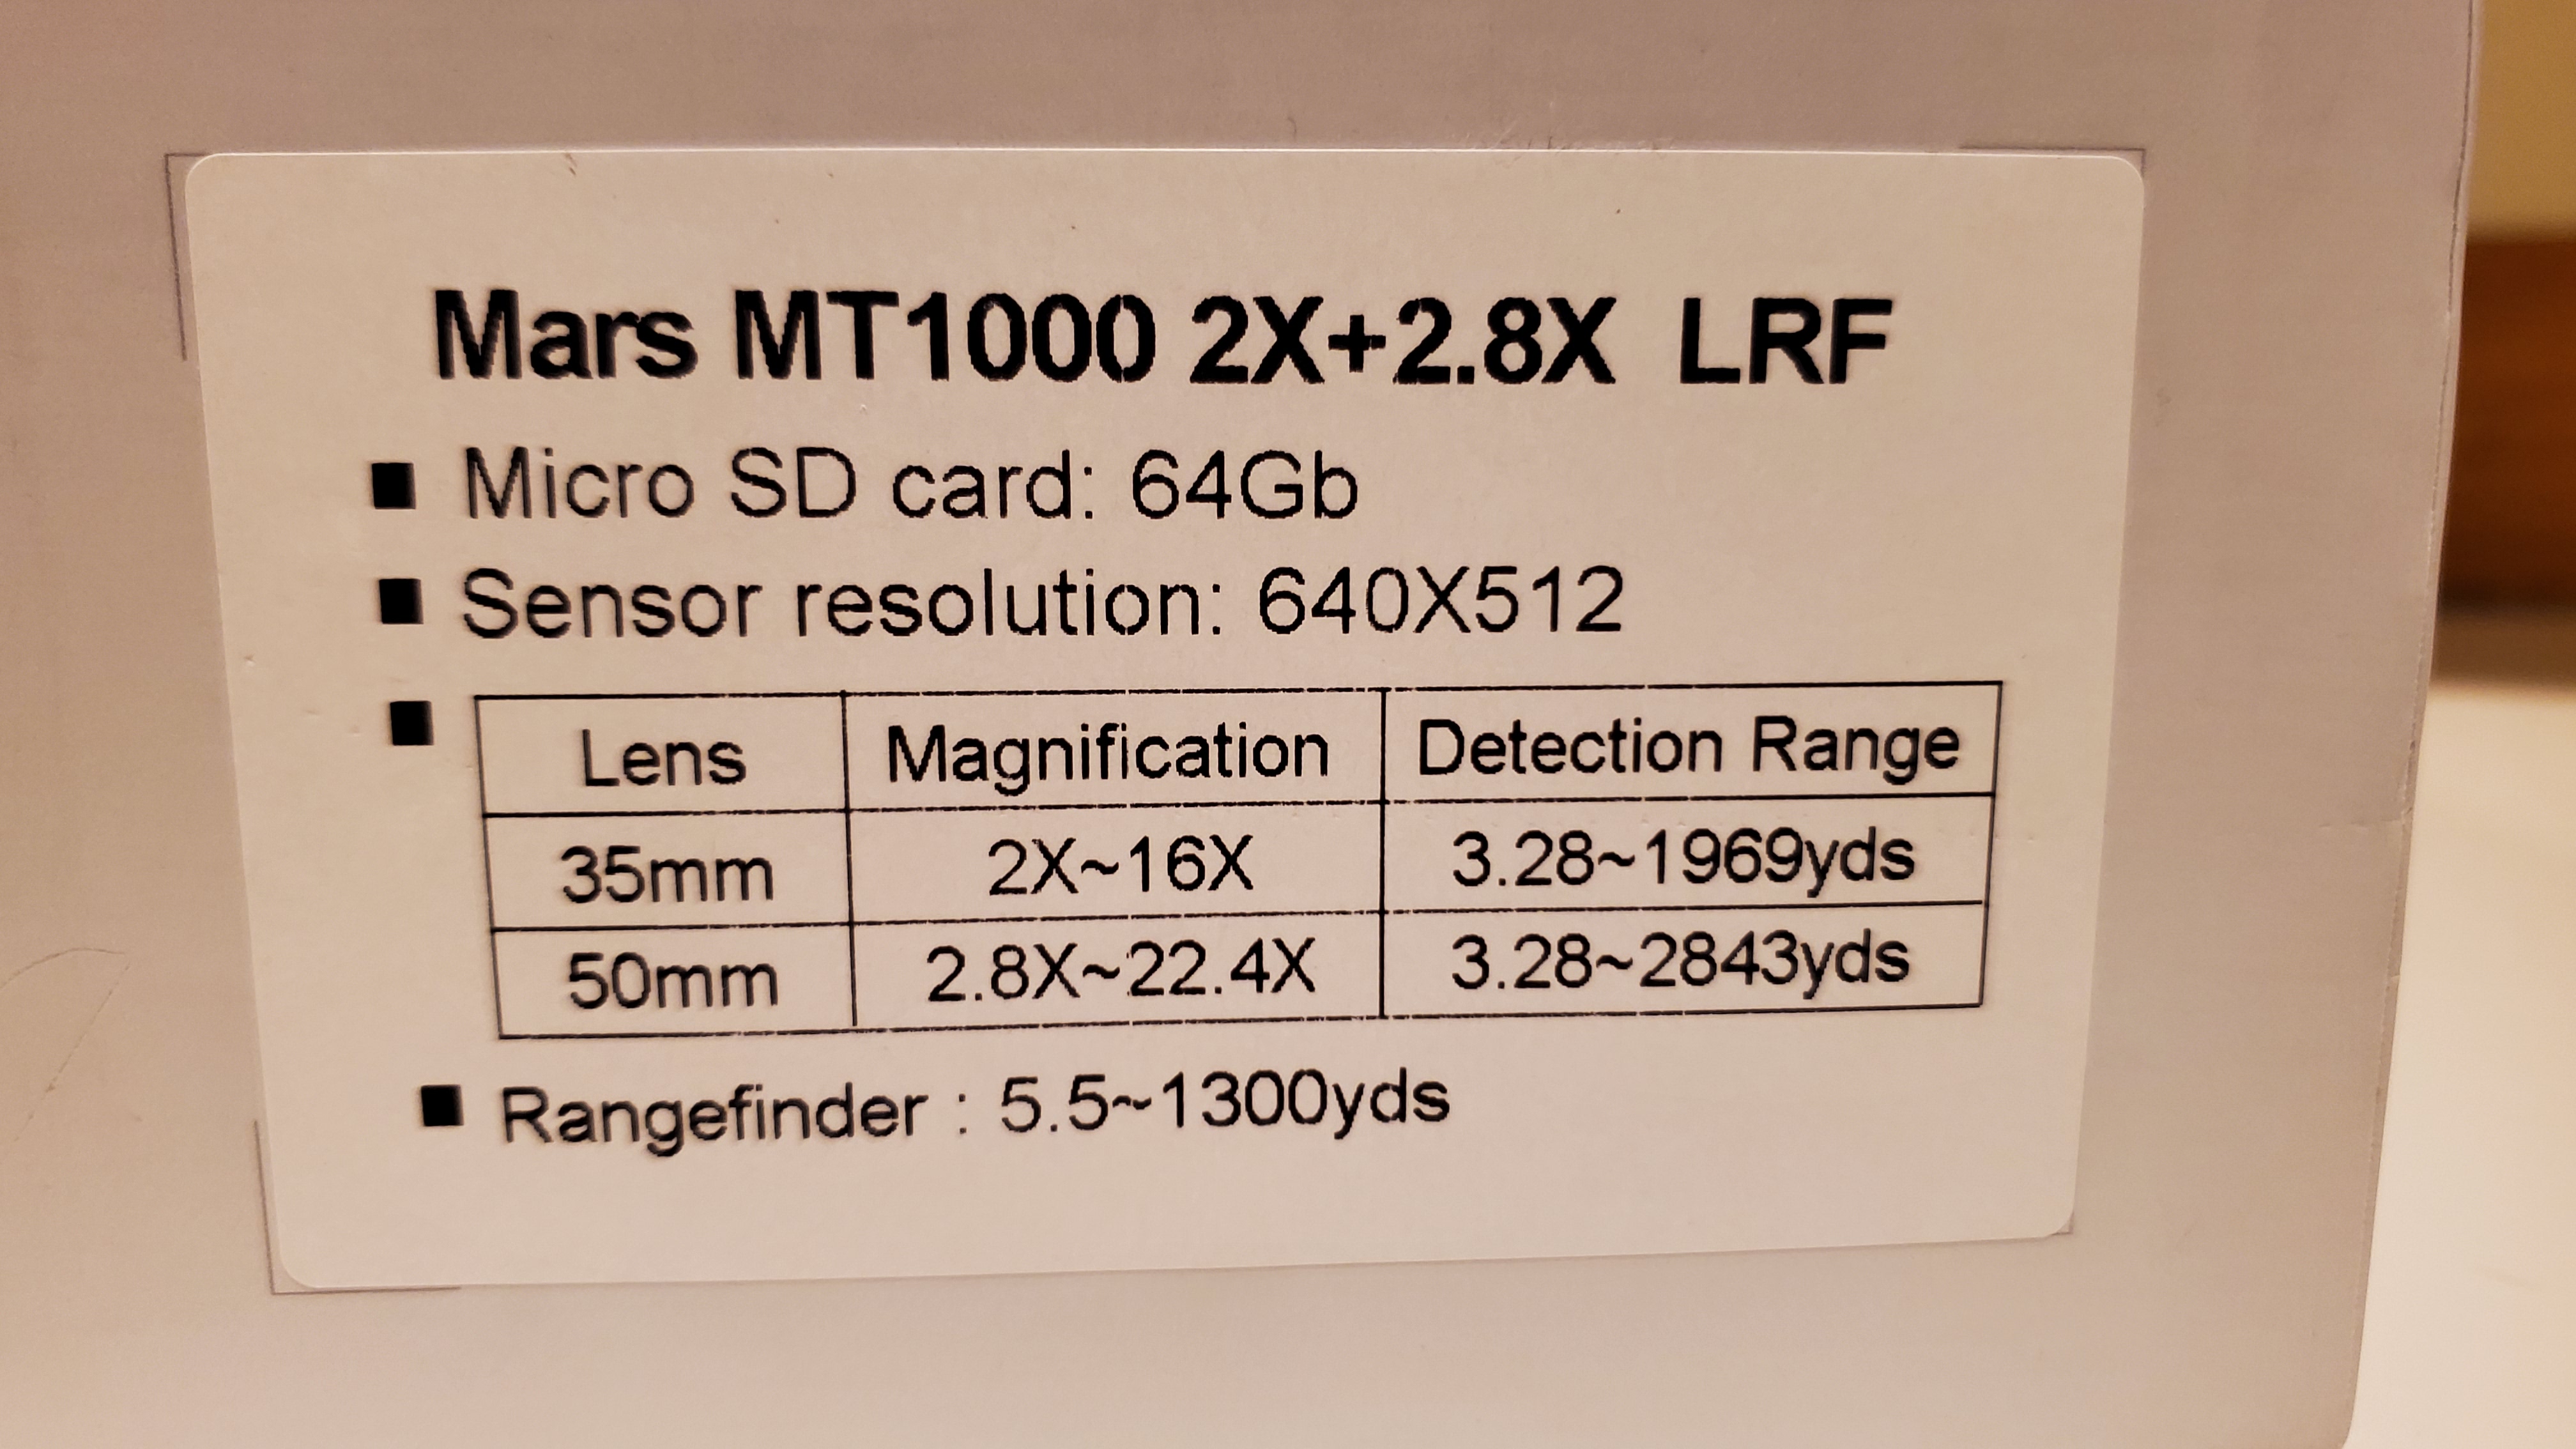 Mars MT1000 2X+2.8X LRF
■ Micro SD card: 64Gb
■ Sensor resolution: 640X512
■ Lens Magnification Detection Range
35mm 2X~16X 3.28~1969yds
50mm 2.8X~22.4X 3.28~2843yds
■ Rangefinder : 5.5~1300yds